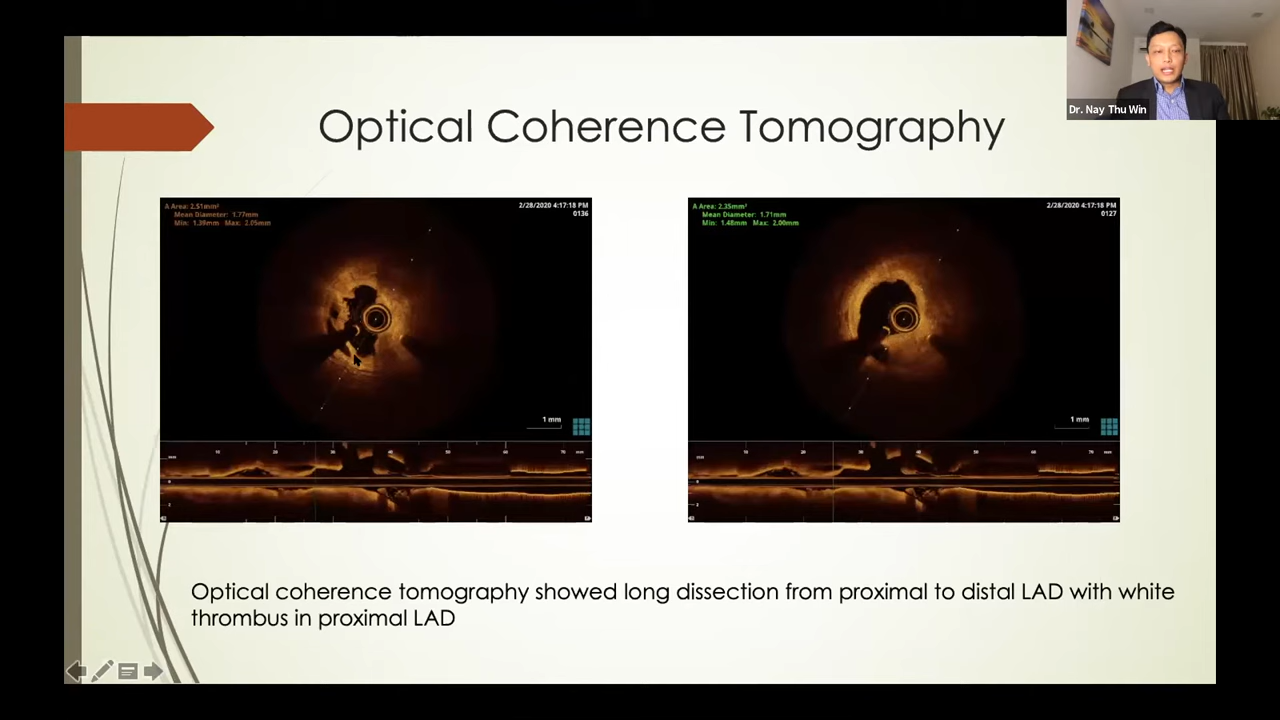 Dr. Nay Thu Win
Optical Coherence Tomography
A Area: 2.51mm²
Mean Diameter: 1.77mm
Min: 1.39mm Max: 2.05mm
2/28/2020 4:17:18 PM
0136
1 mm
A Area: 2.35mm²
Mean Diameter: 1.71mm
Min: 1.48mm Max: 2.00mm
2/28/2020 4:17:18 PM
0127
1 mm
Optical coherence tomography showed long dissection from proximal to distal LAD with white
thrombus in proximal LAD